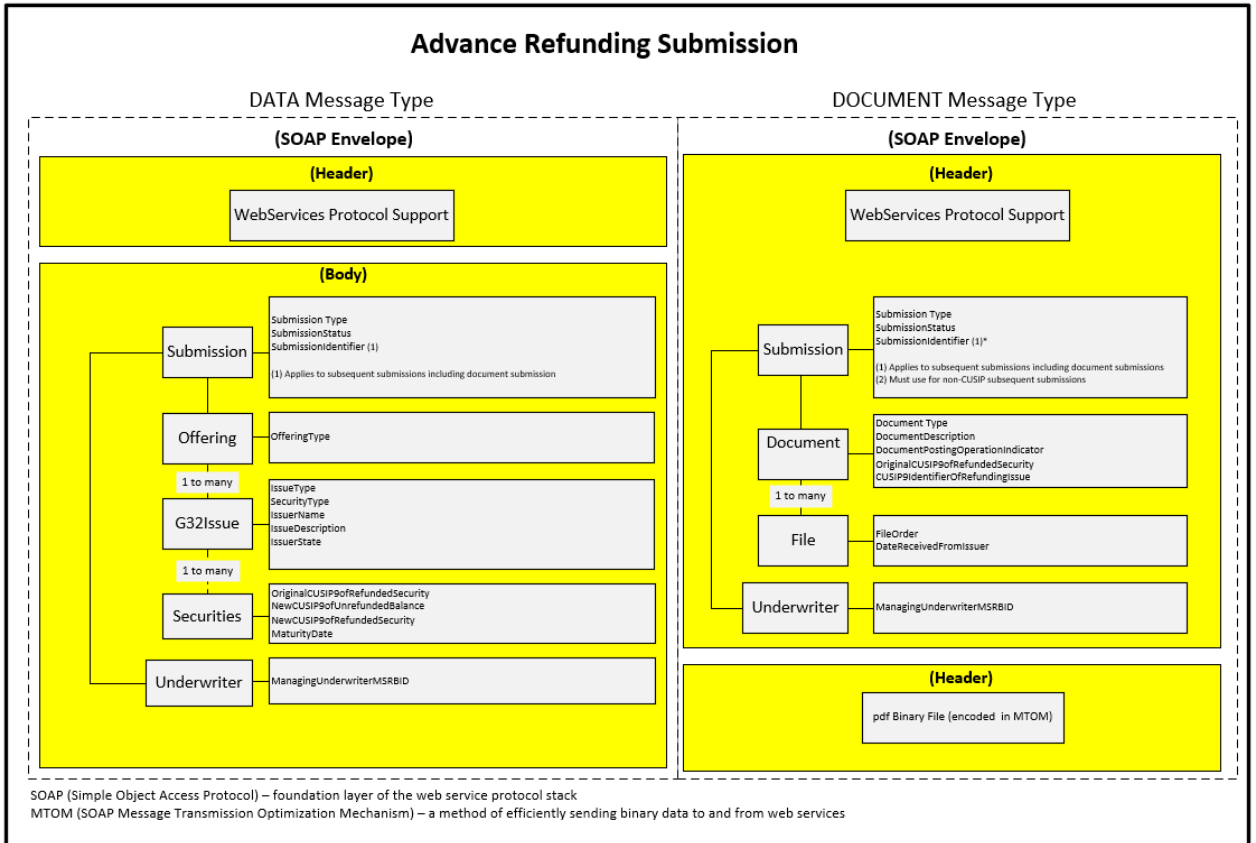 Advance Refunding Submission
DATA Message Type
(SOAP Envelope)
(Header)
WebServices Protocol Support
(Body)
Submission
Submission Type
SubmissionStatus
SubmissionIdentifier (1)
(1) Applies to subsequent submissions including document submission
Offering
OfferingType
1 to many
G32Issue
IssueType
SecurityType
IssuerName
IssueDescription
IssuerState
1 to many
Securities
OriginalCUSIP9ofRefundedSecurity
NewCUSIP9ofUnrefundedBalance
NewCUSIP9ofRefundedSecurity
MaturityDate
Underwriter
ManagingUnderwriterMSRBID
DOCUMENT Message Type
(SOAP Envelope)
(Header)
WebServices Protocol Support
Submission
Submission Type
SubmissionStatus
SubmissionIdentifier (1)*
(1) Applies to subsequent submissions including document submissions
(2) Must use for non-CUSIP subsequent submissions
Document
Document Type
DocumentDescription
DocumentPostingOperationIndicator
OriginalCUSIP9ofRefundedSecurity
CUSIP9IdentifierOfRefundingIssue
1 to many
File
FileOrder
DateReceivedFromIssuer
Underwriter
ManagingUnderwriterMSRBID
(Header)
pdf Binary File (encoded in MTOM)
SOAP (Simple Object Access Protocol) – foundation layer of the web service protocol stack
MTOM (SOAP Message Transmission Optimization Mechanism) – a method of efficiently sending binary data to and from web services